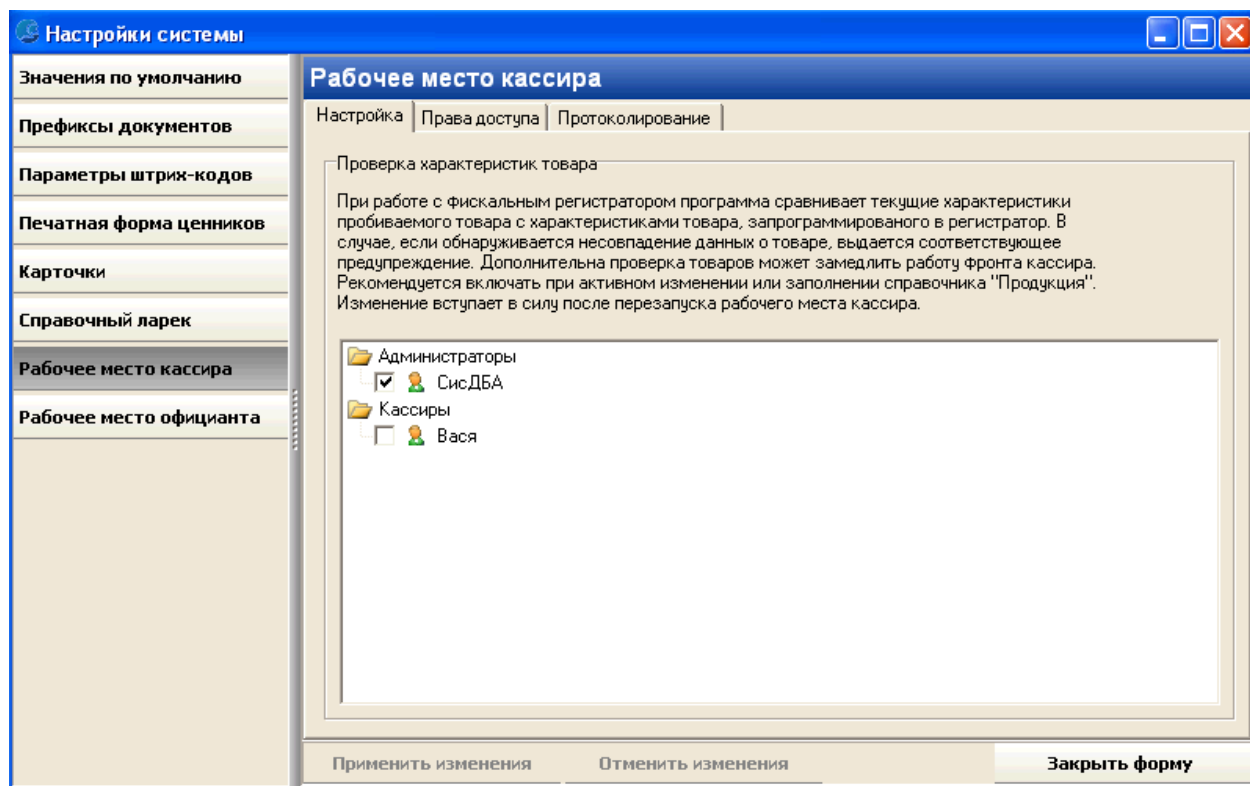 Настройки системы
Значения по умолчанию
Префиксы документов
Параметры штрих-кодов
Печатная форма ценников
Карточки
Справочный ларек
Рабочее место кассира
Рабочее место официанта
Рабочее место кассира
Настройка
Права доступа
Протоколирование
Проверка характеристик товара
При работе с фискальным регистратором программа сравнивает текущие характеристики
пробиваемого товара с характеристиками товара, запрограммированого в регистратор. В
случае, если обнаруживается несовпадение данных о товаре, выдается соответствующее
предупреждение. Дополнительна проверка товаров может замедлить работу фронта кассира.
Рекомендуется включать при активном изменении или заполнении справочника "Продукция".
Изменение вступает в силу после перезапуска рабочего места кассира.
Администраторы
СисДБА
Кассиры
Вася
Применить изменения
Отменить изменения
Закрыть форму